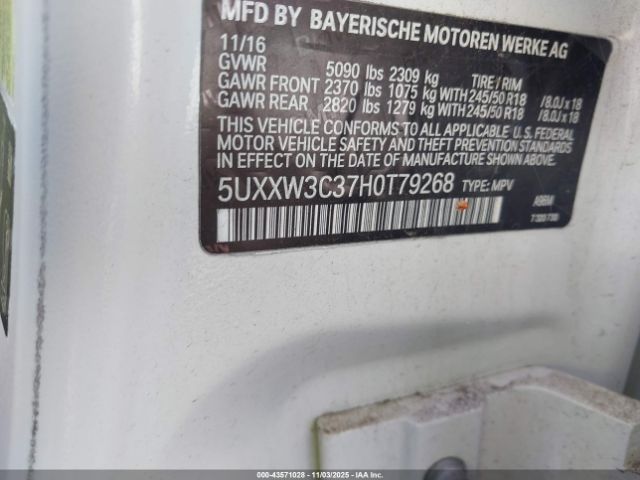 MFD BY BAYERISCHE MOTOREN WERKE AG
11/16
GVWR 5090 lbs 2309 kg TIRE / RIM
GAWR FRONT 2370 lbs 1075 kg WITH 245/50 R18 / 8.0J x 18
GAWR REAR 2820 lbs 1279 kg WITH 245/50 R18 / 8.0J x 18
THIS VEHICLE CONFORMS TO ALL APPLICABLE U.S. FEDERAL
MOTOR VEHICLE SAFETY AND THEFT PREVENTION STANDARDS
IN EFFECT ON THE DATE OF MANUFACTURE SHOWN ABOVE.
5UXXW3C37H0T79268 TYPE: MPV
A96M
000-43571028 - 11/03/2025 - IAAI.COM